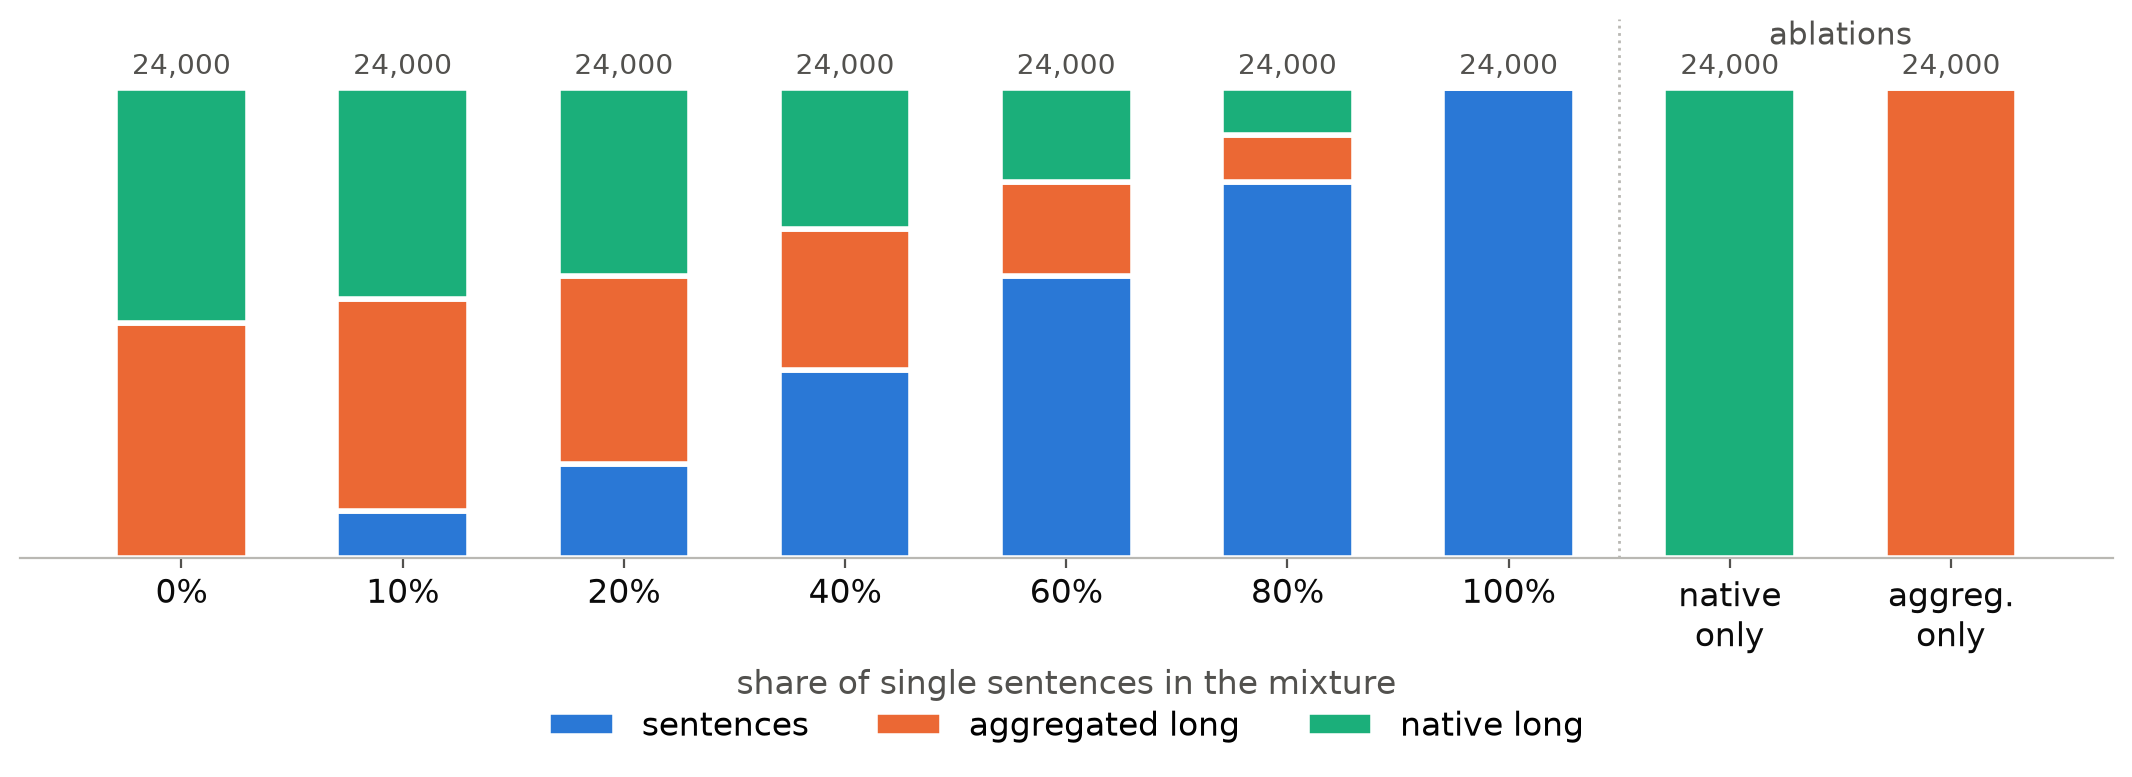 ablations
24,000 24,000 24,000 24,000 24,000 24,000 24,000 24,000 24,000
0% 10% 20% 40% 60% 80% 100% native only aggreg. only
share of single sentences in the mixture
sentences aggregated long native long